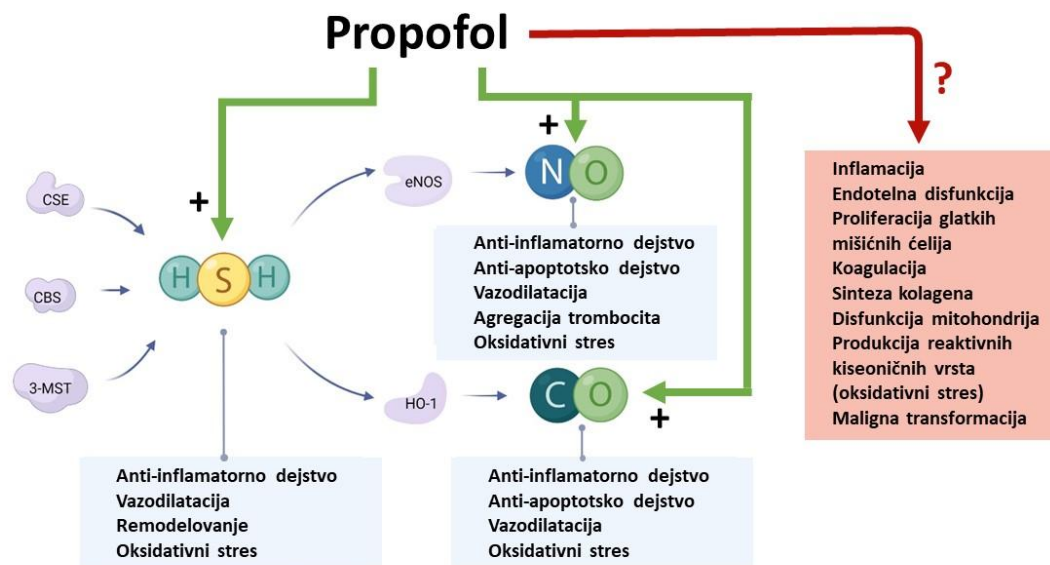 Propofol
?
+
+
CSE
CBS
3-MST
H S H
eNOS
N O
Anti-inflamatorno dejstvo
Anti-apoptotsko dejstvo
Vazodilatacija
Agregacija trombocita
Oksidativni stres
HO-1
C O
+
Anti-inflamatorno dejstvo
Vazodilatacija
Remodelovanje
Oksidativni stres
Anti-inflamatorno dejstvo
Anti-apoptotsko dejstvo
Vazodilatacija
Oksidativni stres
Inflamacija
Endotelna disfunkcija
Proliferacija glatkih
mišićnih ćelija
Koagulacija
Sinteza kolagena
Disfunkcija mitohondrija
Produkcija reaktivnih
kiseoničnih vrsta
(oksidativni stres)
Maligna transformacija